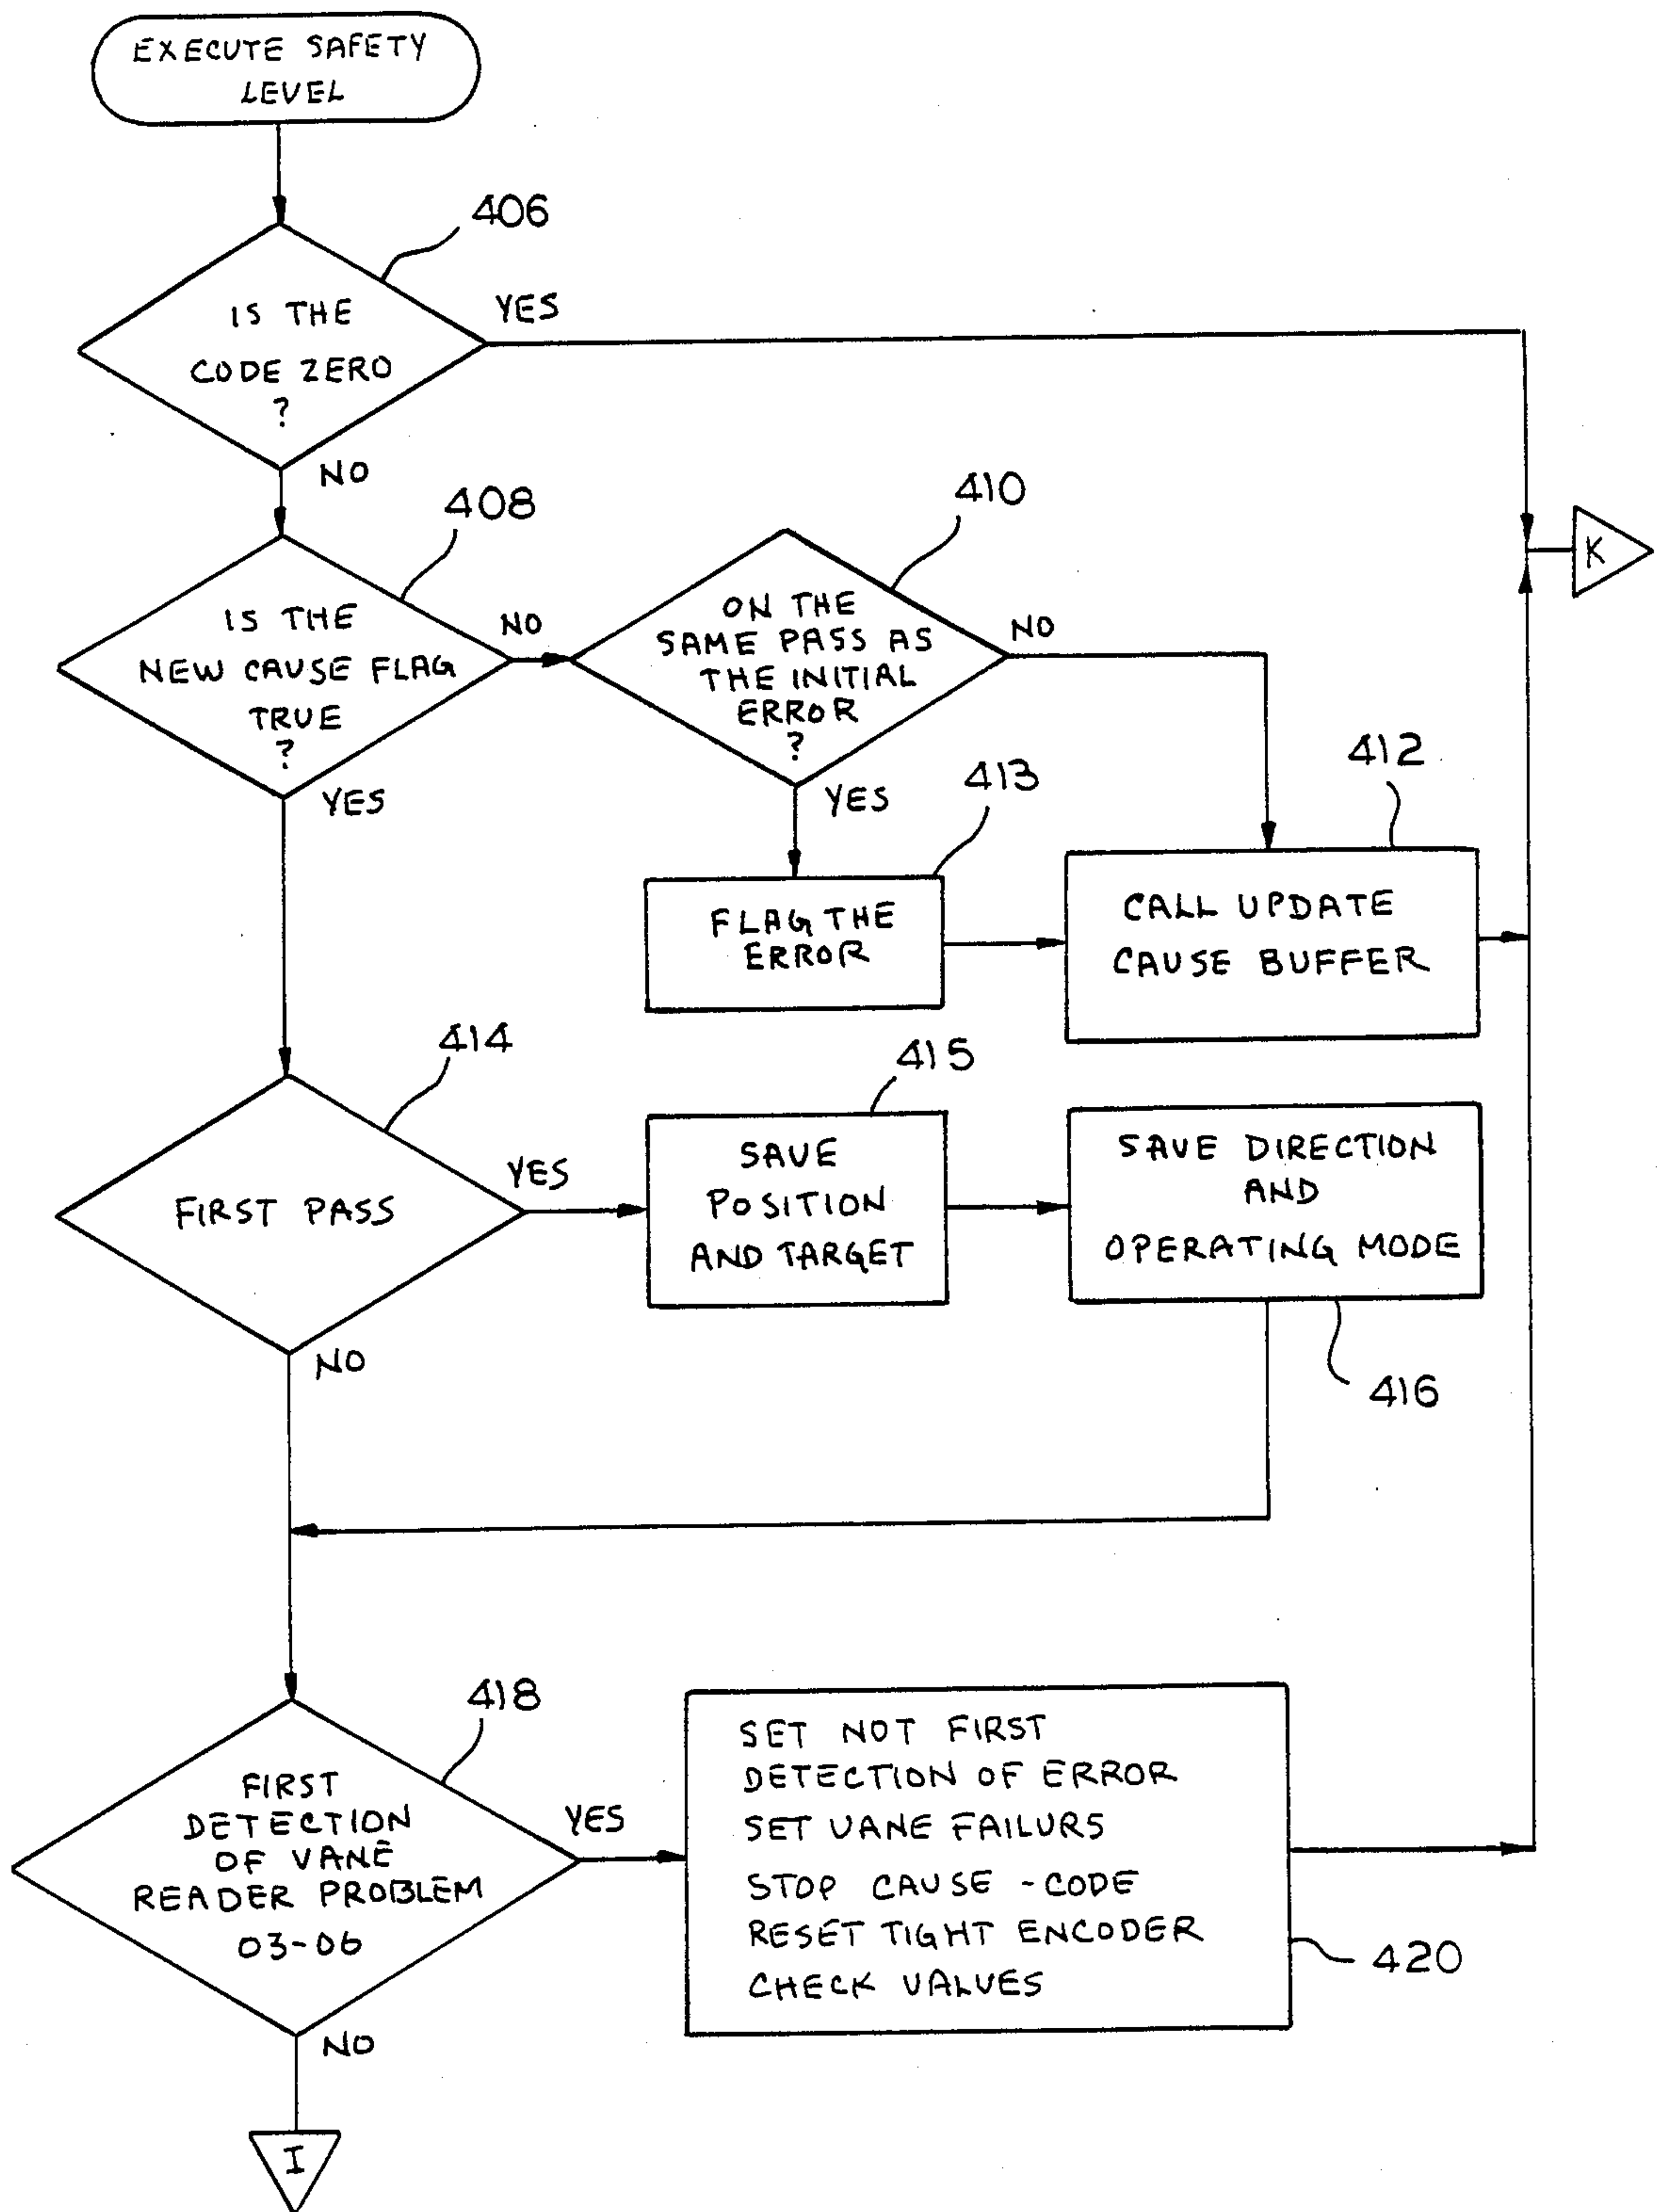 EXECUTE SAFETY
LEVEL
406
IS THE
CODE ZERO
?
YES
NO
408
IS THE
NEW CAUSE FLAG
TRUE
?
NO
YES
410
ON THE
SAME PASS AS
THE INITIAL
ERROR
?
NO
YES
K
413
FLAG THE
ERROR
412
CALL UPDATE
CAUSE BUFFER
414
FIRST PASS
YES
NO
415
SAVE
POSITION
AND TARGET
SAVE DIRECTION
AND
OPERATING MODE
416
418
FIRST
DETECTION
OF VANE
READER PROBLEM
03-06
YES
NO
SET NOT FIRST
DETECTION OF ERROR
SET VANE FAILURS
STOP CAUSE - CODE
RESET TIGHT ENCODER
CHECK VALUES
420
I